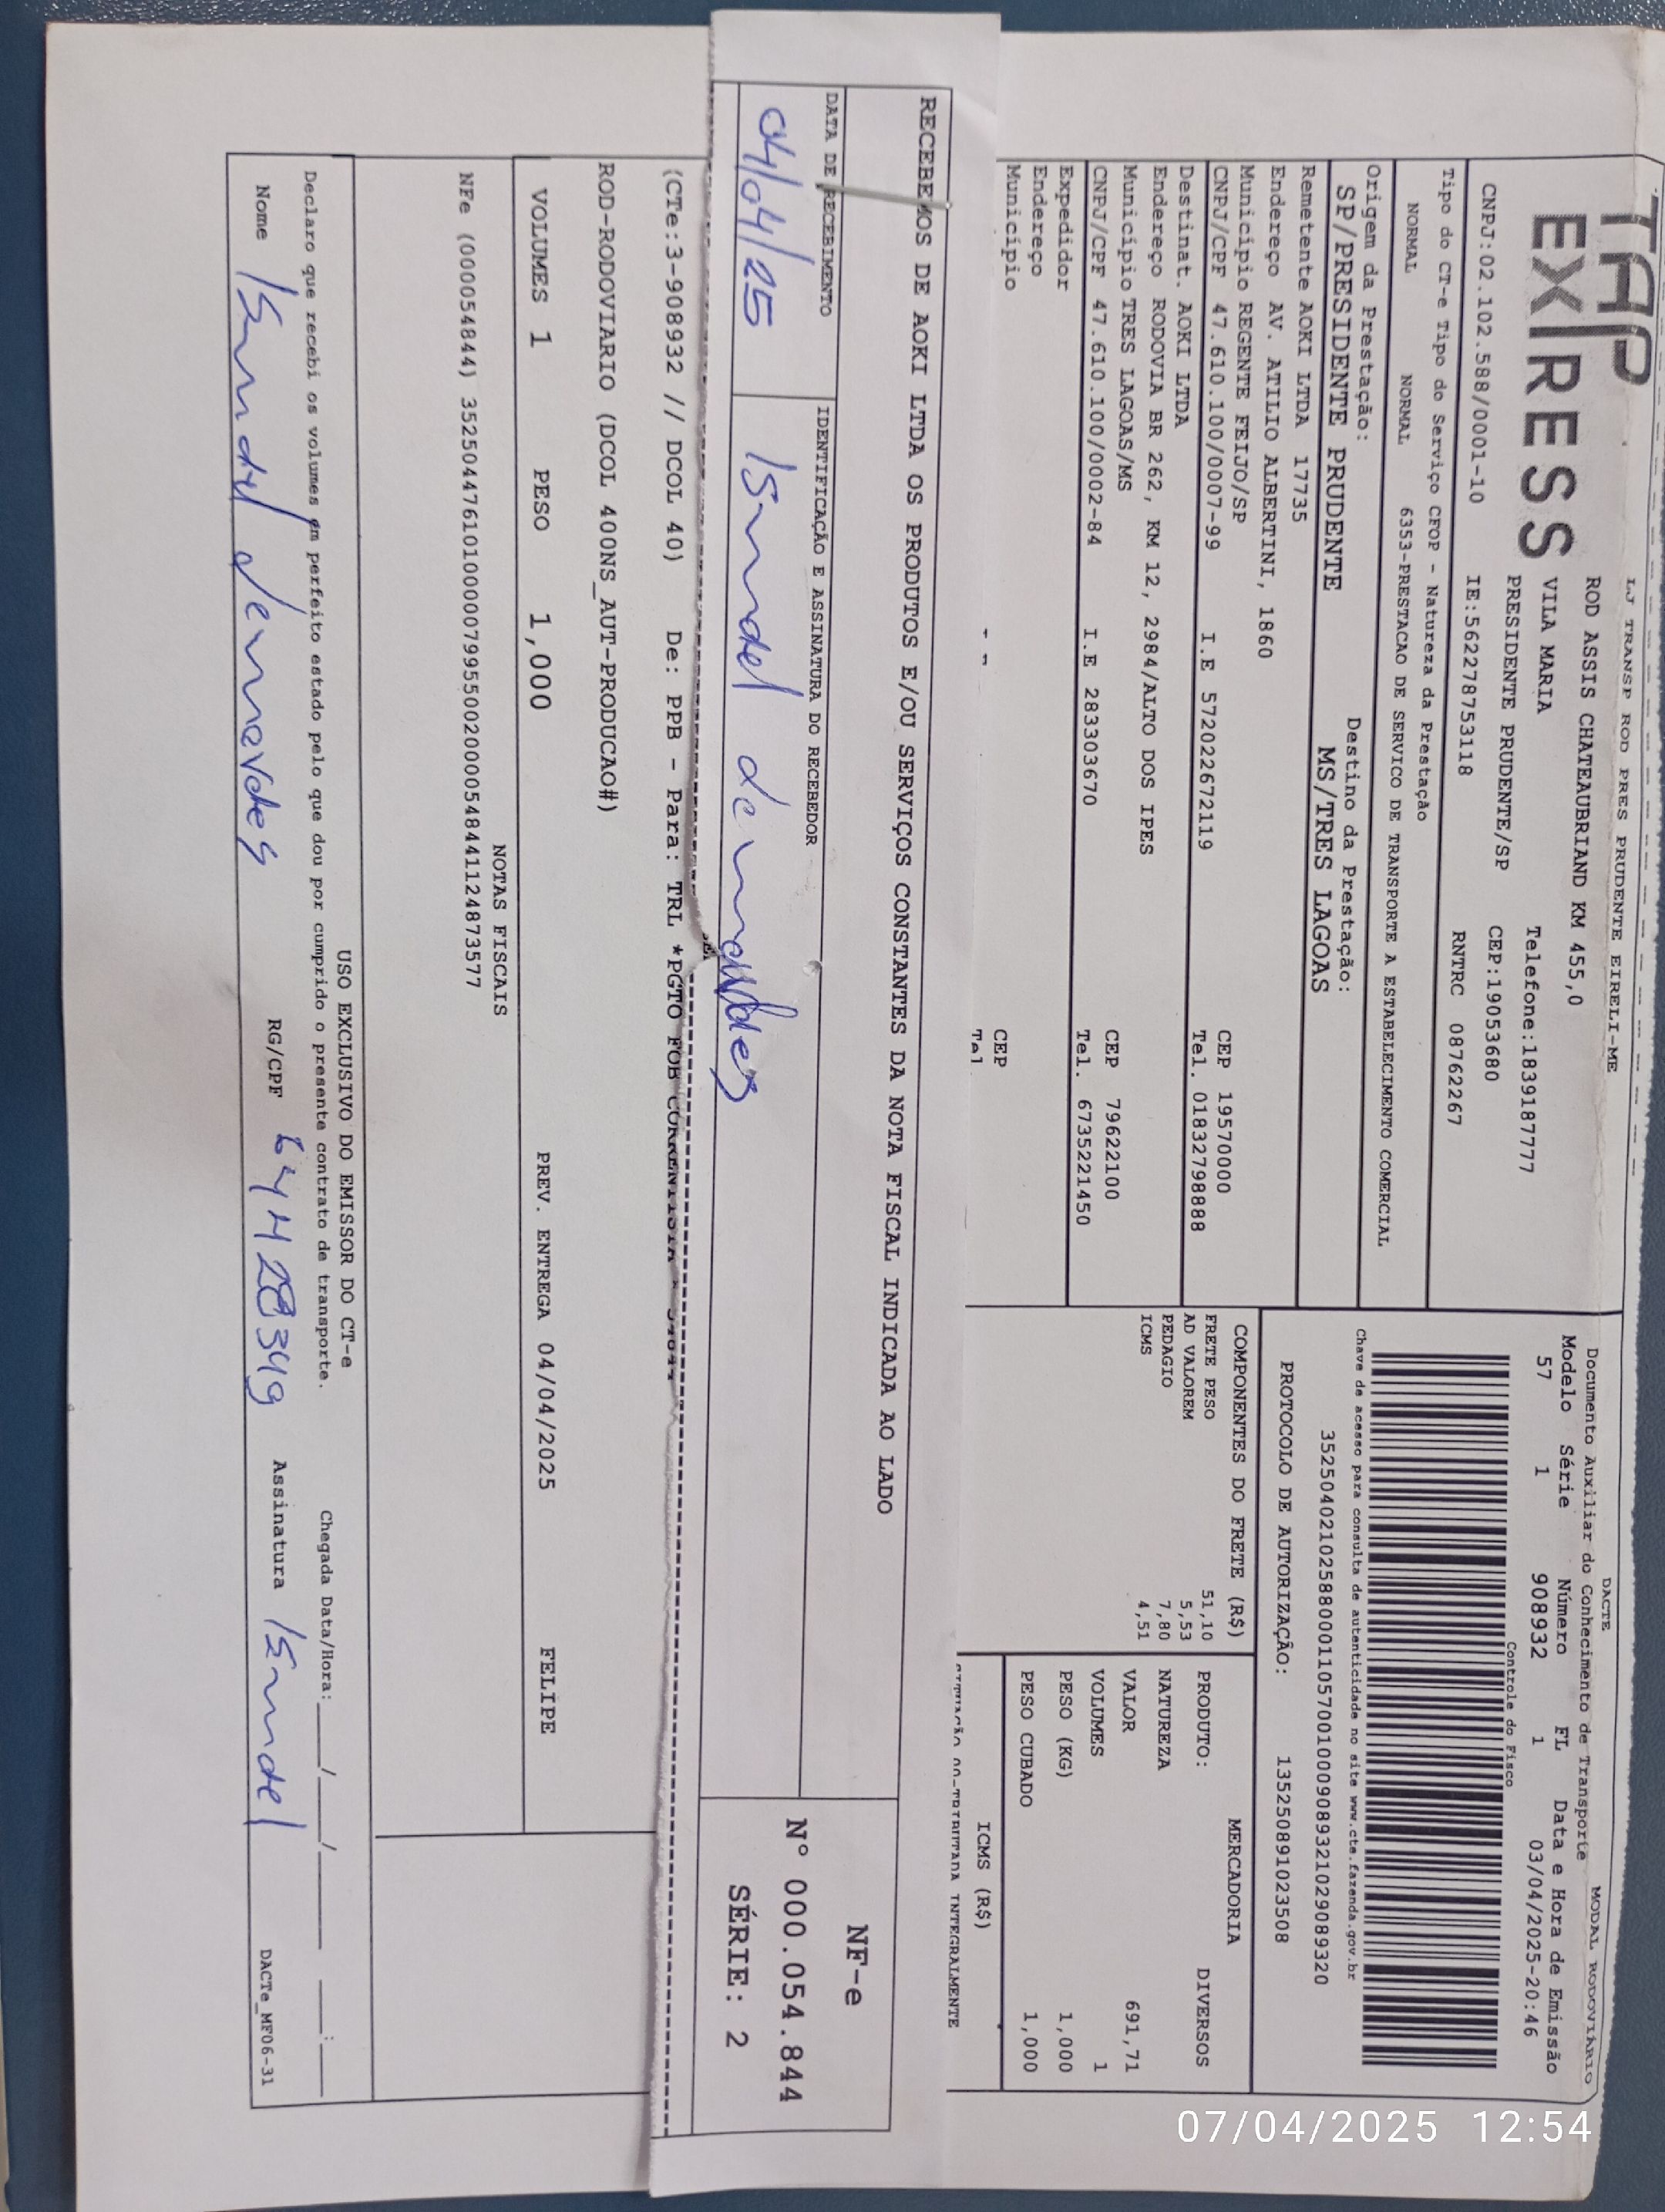 LJ TRANSP ROD PRES PRUDENTE EIRELI-ME
TAP
EXPRESS
ROD ASSIS CHATEAUBRIAND KM 455,0
VILA MARIA Telefone:1839187777
PRESIDENTE PRUDENTE/SP CEP:19053680
CNPJ:02.102.588/0001-10 IE:562278753118 RNTRC 08762267
Tipo do CT-e Tipo do Serviço CFOP - Natureza da Prestação
NORMAL NORMAL 6353-PRESTACAO DE SERVICO DE TRANSPORTE A ESTABELECIMENTO COMERCIAL
Origem da Prestação: Destino da Prestação:
SP/PRESIDENTE PRUDENTE MS/TRES LAGOAS
Remetente AOKI LTDA 17735
Endereço AV. ATILIO ALBERTINI, 1860
Município REGENTE FEIJO/SP CEP 19570000
CNPJ/CPF 47.610.100/0007-99 I.E 572022672119 Tel. 01832798888
Destinat. AOKI LTDA
Endereço RODOVIA BR 262, KM 12, 2984/ALTO DOS IPES
Município TRES LAGOAS/MS CEP 79622100
CNPJ/CPF 47.610.100/0002-84 I.E 283303670 Tel. 6735221450
Expedidor
Endereço
Município CEP
Tel
DACTE MODAL RODOVIÁRIO
Documento Auxiliar do Conhecimento de Transporte
Modelo Série Número FL Data e Hora de Emissão
57 1 908932 1 03/04/2025-20:46
Controle do Fisco
Chave de acesso para consulta de autenticidade no site www.cte.fazenda.gov.br
35250402102588000110570010009089321029089320
PROTOCOLO DE AUTORIZAÇÃO: 135250891023508
COMPONENTES DO FRETE (R$)
FRETE PESO 51,10
AD VALOREM 5,53
PEDAGIO 7,80
ICMS 4,51
MERCADORIA
PRODUTO: DIVERSOS
NATUREZA
VALOR 691,71
VOLUMES 1
PESO (KG) 1,000
PESO CUBADO 1,000
ICMS (R$)
SITUAÇÃO 00-TRIBUTADA INTEGRALMENTE
RECEBEMOS DE AOKI LTDA OS PRODUTOS E/OU SERVIÇOS CONSTANTES DA NOTA FISCAL INDICADA AO LADO
DATA DE RECEBIMENTO IDENTIFICAÇÃO E ASSINATURA DO RECEBEDOR
04/04/25
NF-e
N° 000.054.844
SÉRIE: 2
(CTe:3-908932 // DCOL 40) De: PPB - Para: TRL *PGTO FOB CORRENTISTA
ROD-RODOVIARIO (DCOL 400NS_AUT-PRODUCAO#)
VOLUMES 1 PESO 1,000 PREV. ENTREGA 04/04/2025 FELIPE
NOTAS FISCAIS
NFe (000054844) 35250447610100000799550020000548441124873577
USO EXCLUSIVO DO EMISSOR DO CT-e
Declaro que recebi os volumes em perfeito estado pelo que dou por cumprido o presente contrato de transporte. Chegada Data/Hora:____/____/______ ___:___
Nome RG/CPF Assinatura DACTe_MF06-31
07/04/2025 12:54